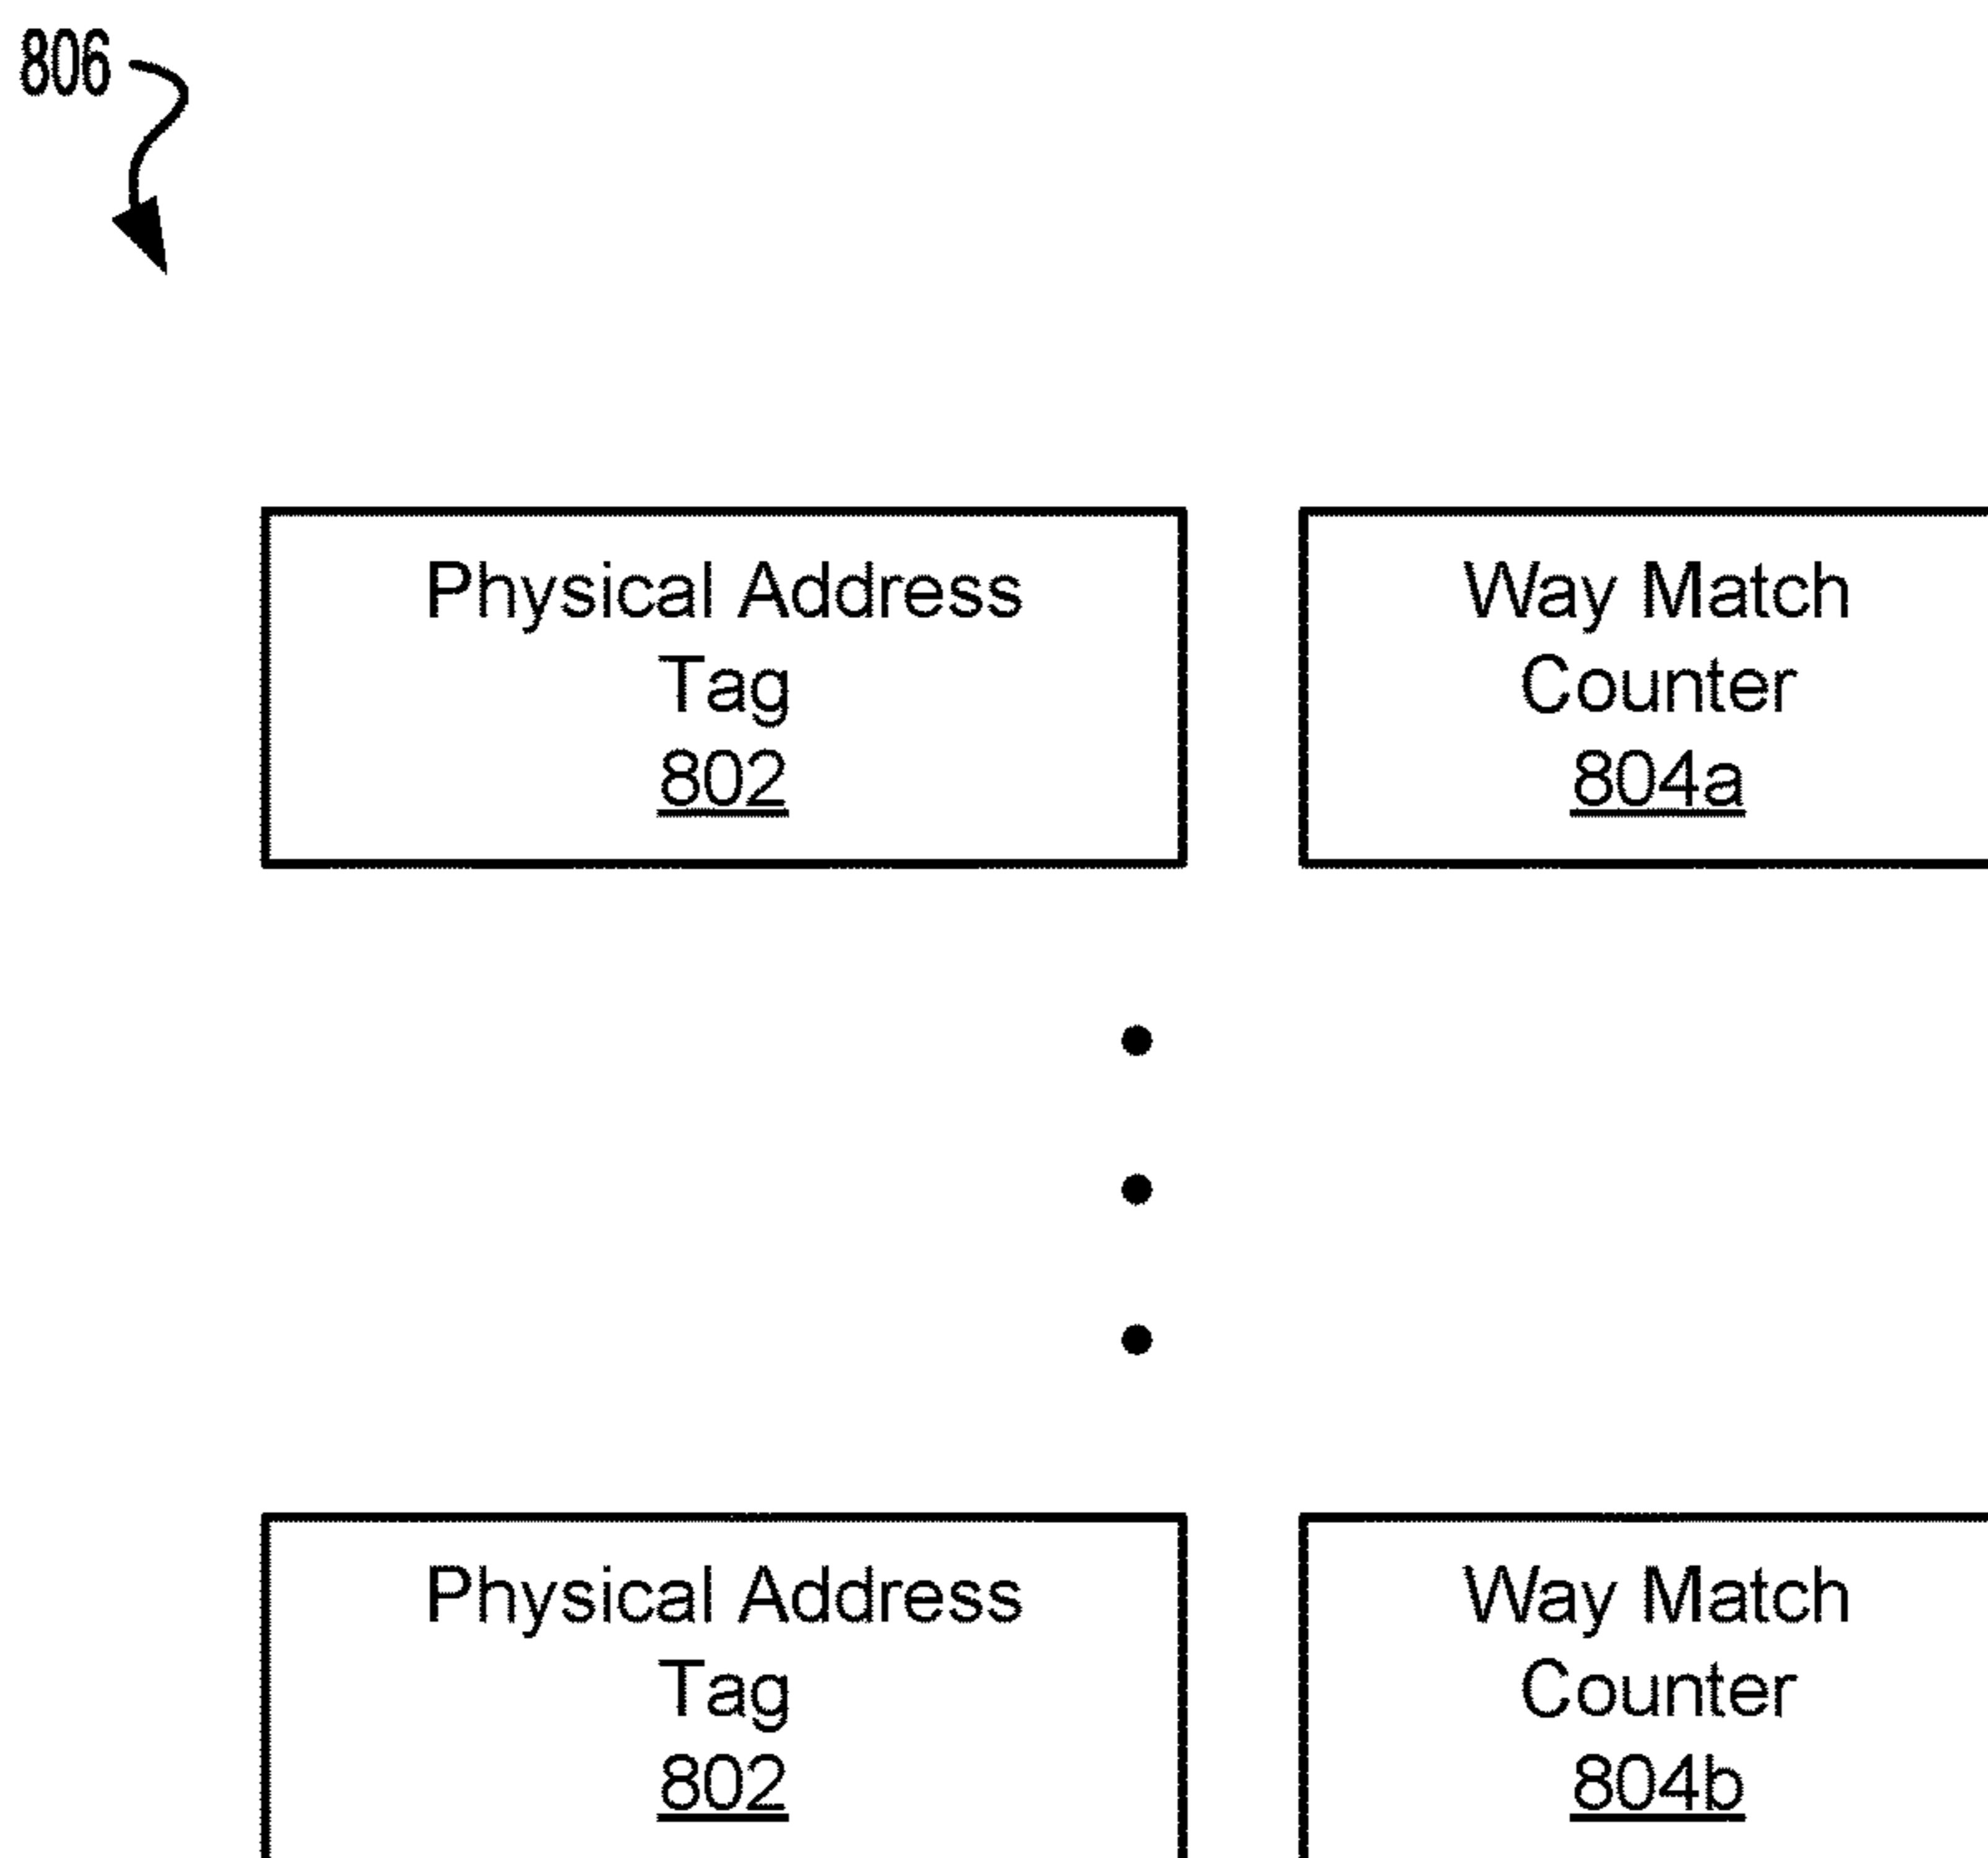 806
Physical Address
Tag
802
Way Match
Counter
804a
Physical Address
Tag
802
Way Match
Counter
804b